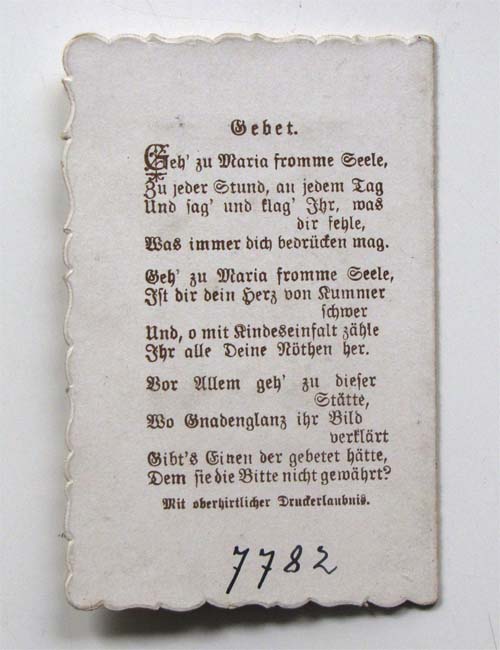 Gebet.
Geh' zu Maria fromme Seele,
Zu jeder Stund, an jedem Tag
Und sag' und klag' Ihr, was
dir fehle,
Was immer dich bedrücken mag.
Geh' zu Maria fromme Seele,
Ist dir dein Herz von Kummer
schwer
Und, o mit Kindeseinfalt zähle
Ihr alle Deine Nöthen her.
Vor Allem geh' zu dieser
Stätte,
Wo Gnadenglanz ihr Bild
verklärt
Gibt's Einen der gebetet hätte,
Dem sie die Bitte nicht gewährt?
Mit oberhirtlicher Druckerlaubnis.
7782